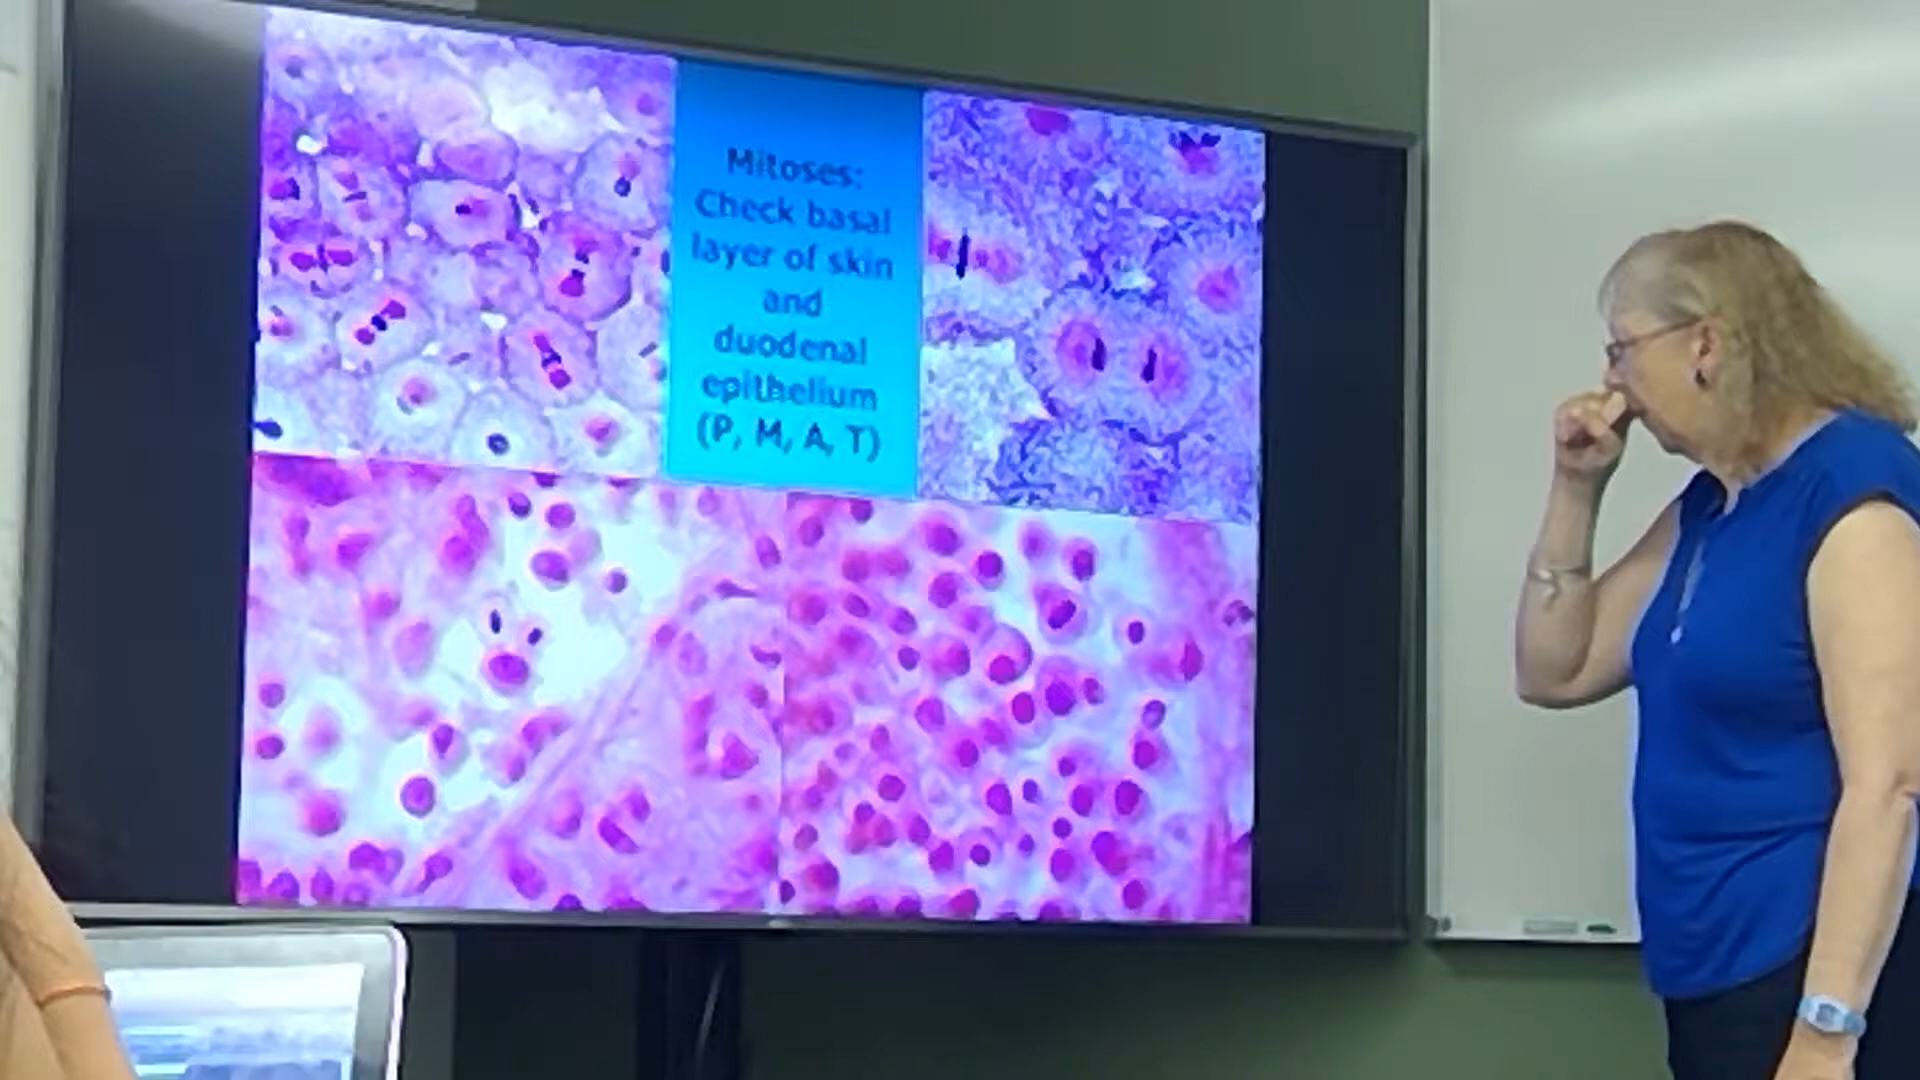 Mitoses:
Check basal
layer of skin
and
duodenal
epithelium
(P, M, A, T)